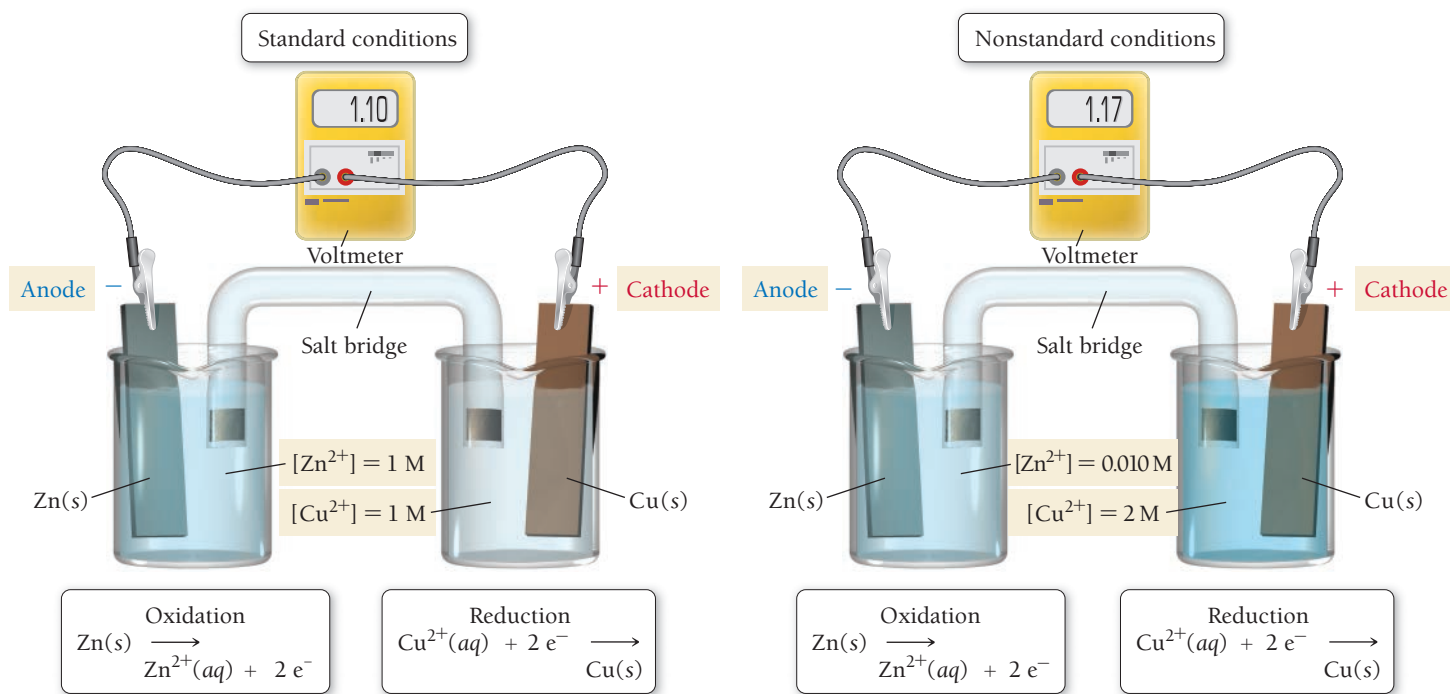 Standard conditions
1.10
Voltmeter
Anode −
+ Cathode
Salt bridge
[Zn²⁺] = 1 M
Zn(s)
[Cu²⁺] = 1 M
Cu(s)
Oxidation
Zn(s) ⟶
Zn²⁺(aq) + 2 e⁻
Reduction
Cu²⁺(aq) + 2 e⁻ ⟶
Cu(s)
Nonstandard conditions
1.17
Voltmeter
Anode −
+ Cathode
Salt bridge
[Zn²⁺] = 0.010 M
Zn(s)
[Cu²⁺] = 2 M
Cu(s)
Oxidation
Zn(s) ⟶
Zn²⁺(aq) + 2 e⁻
Reduction
Cu²⁺(aq) + 2 e⁻ ⟶
Cu(s)